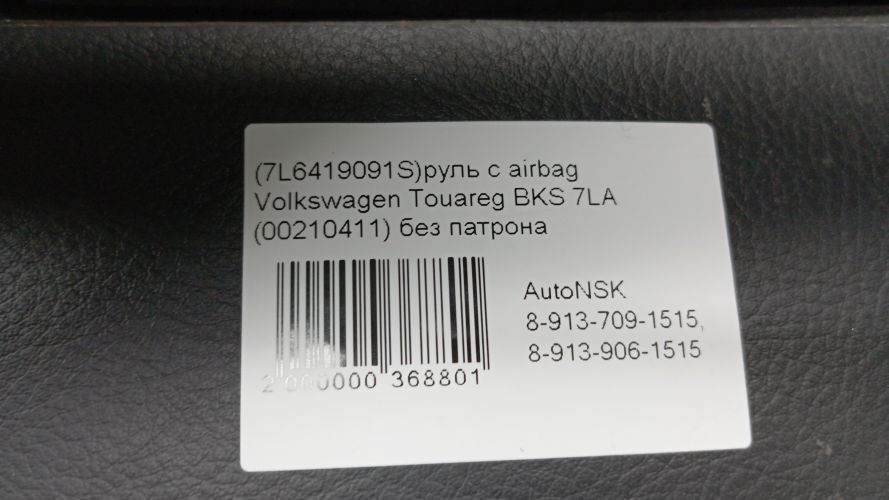 (7L6419091S)руль с airbag
Volkswagen Touareg BKS 7LA
(00210411) без патрона
AutoNSK
8-913-709-1515,
8-913-906-1515
2 000000 368801